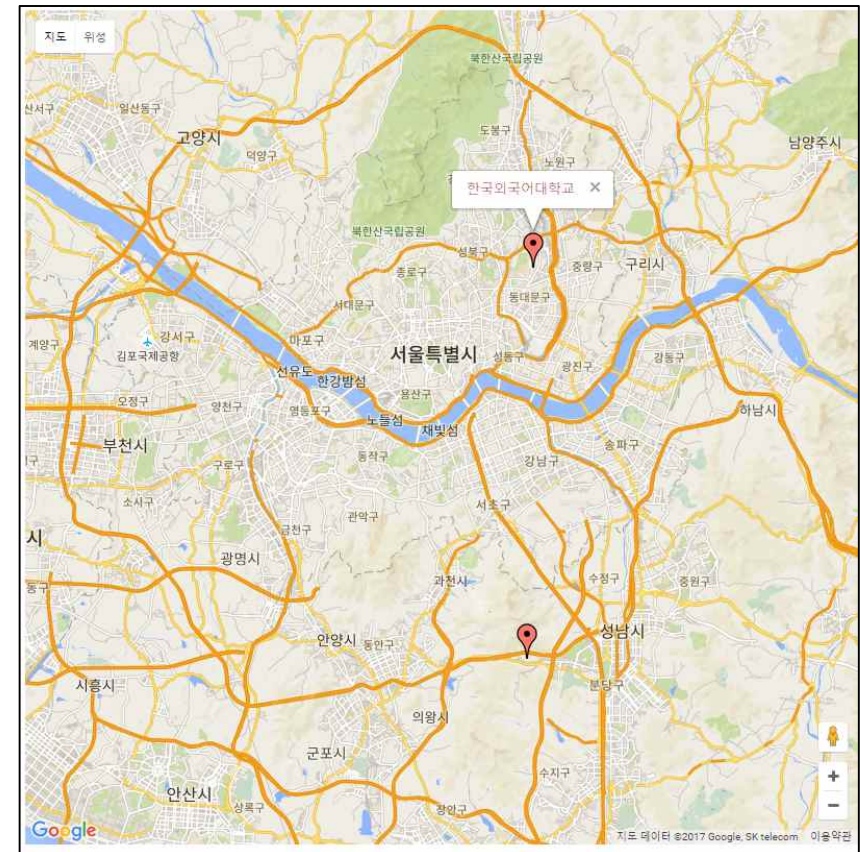 지도 위성
북한산국립공원
산서구
일산동구
고양시
덕양구
도봉구
노원구
남양주시
한국외국어대학교 ×
북한산국립공원
성북구
종로구
중랑구
구리시
서대문구
동대문구
계양구
강서구
김포국제공항
마포구
서울특별시
성동구
광진구
강동구
선유도
한강밤섬
용산구
오정구
양천구
영등포구
노들섬
채빛섬
하남시
부천시
구로구
동작구
강남구
송파구
소사구
서초구
관악구
금천구
시
광명시
과천시
수정구
중원구
안양시
동안구
성남시
시흥시
분당구
의왕시
군포시
수지구
안산시
상록구
장안구
+
−
Google
지도 데이터 ©2017 Google, SK telecom 이용약관